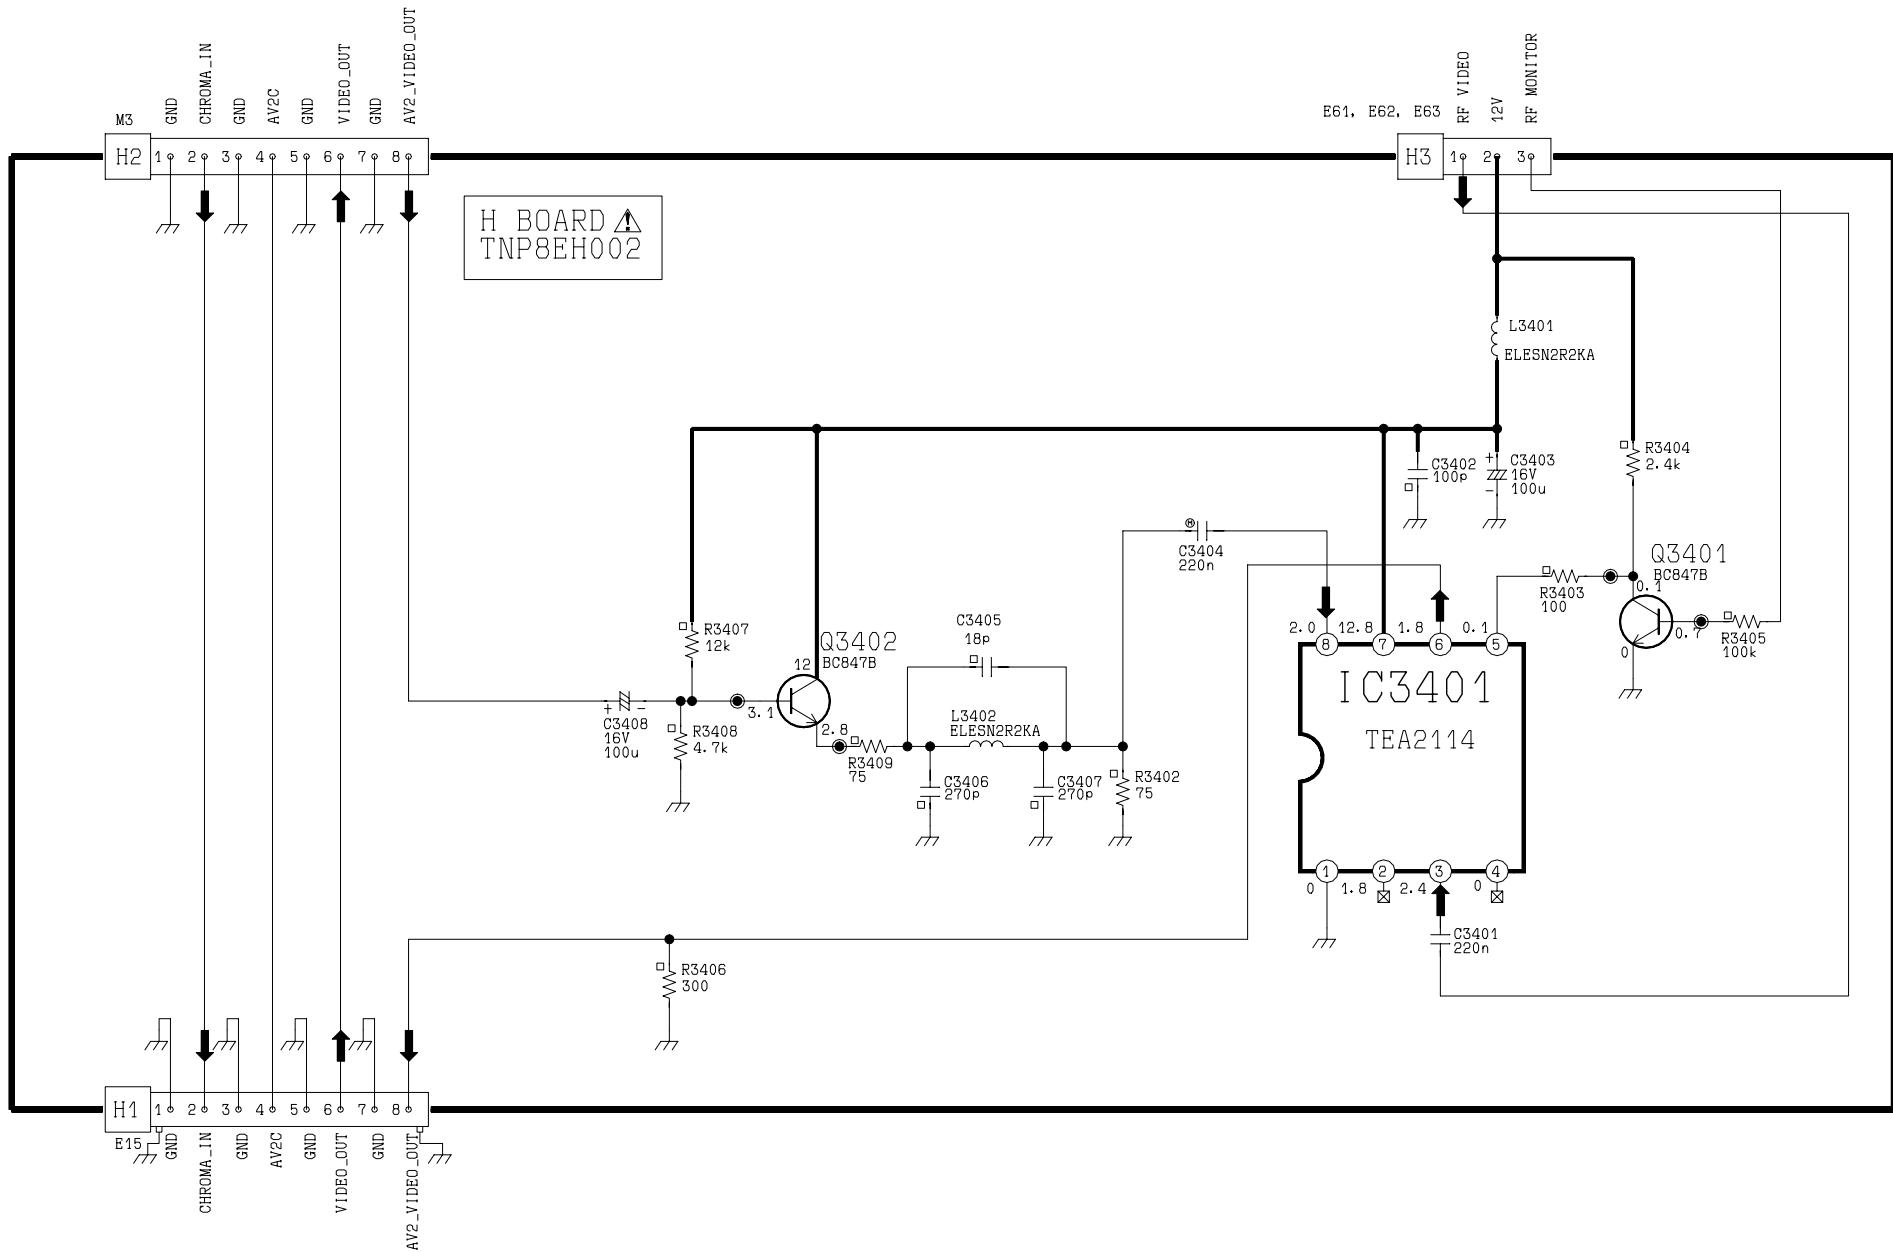 AV2_VIDEO_OUT
CHROMA_IN
VIDEO_OUT
RF MONITOR
RF VIDEO
GND
GND
AV2C
GND
GND
12V
M3
E61, E62, E63
H2
1 2 3 4 5 6 7 8
H3
1 2 3
H BOARD
TNP8EH002
L3401
ELESN2R2KA
R3404
2.4k
C3402
100p
+
-
C3403
16V
100u
C3404
220n
Q3401
BC847B
0.1
0.7
0
R3403
100
R3405
100k
C3405
18p
R3407
12k
Q3402
BC847B
12
3.1
2.8
+ -
C3408
16V
100u
R3408
4.7k
R3409
75
L3402
ELESN2R2KA
C3406
270p
C3407
270p
R3402
75
2.0 12.8 1.8 0.1
8 7 6 5
IC3401
TEA2114
1 2 3 4
0 1.8 2.4 0
C3401
220n
R3406
300
H1
1 2 3 4 5 6 7 8
E15
GND
CHROMA_IN
GND
AV2C
GND
VIDEO_OUT
GND
AV2_VIDEO_OUT